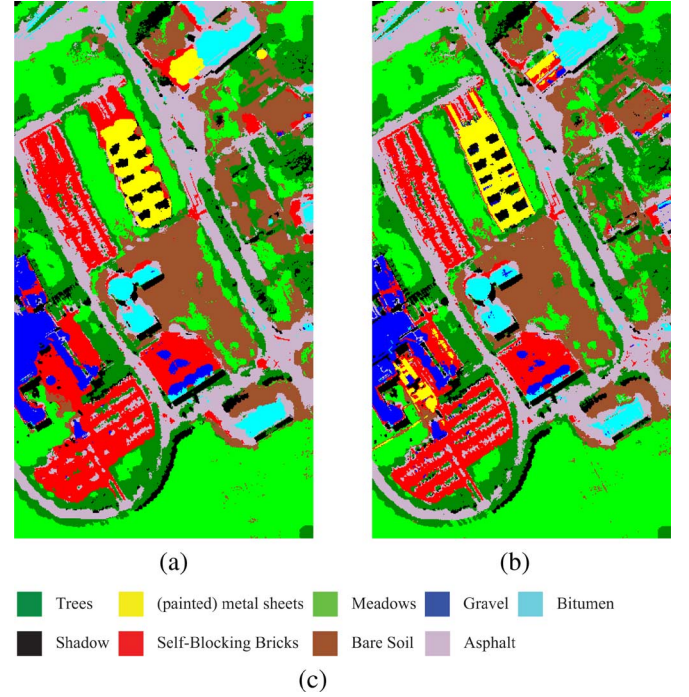 (a) (b)
Trees (painted) metal sheets Meadows Gravel Bitumen
Shadow Self-Blocking Bricks Bare Soil Asphalt
(c)